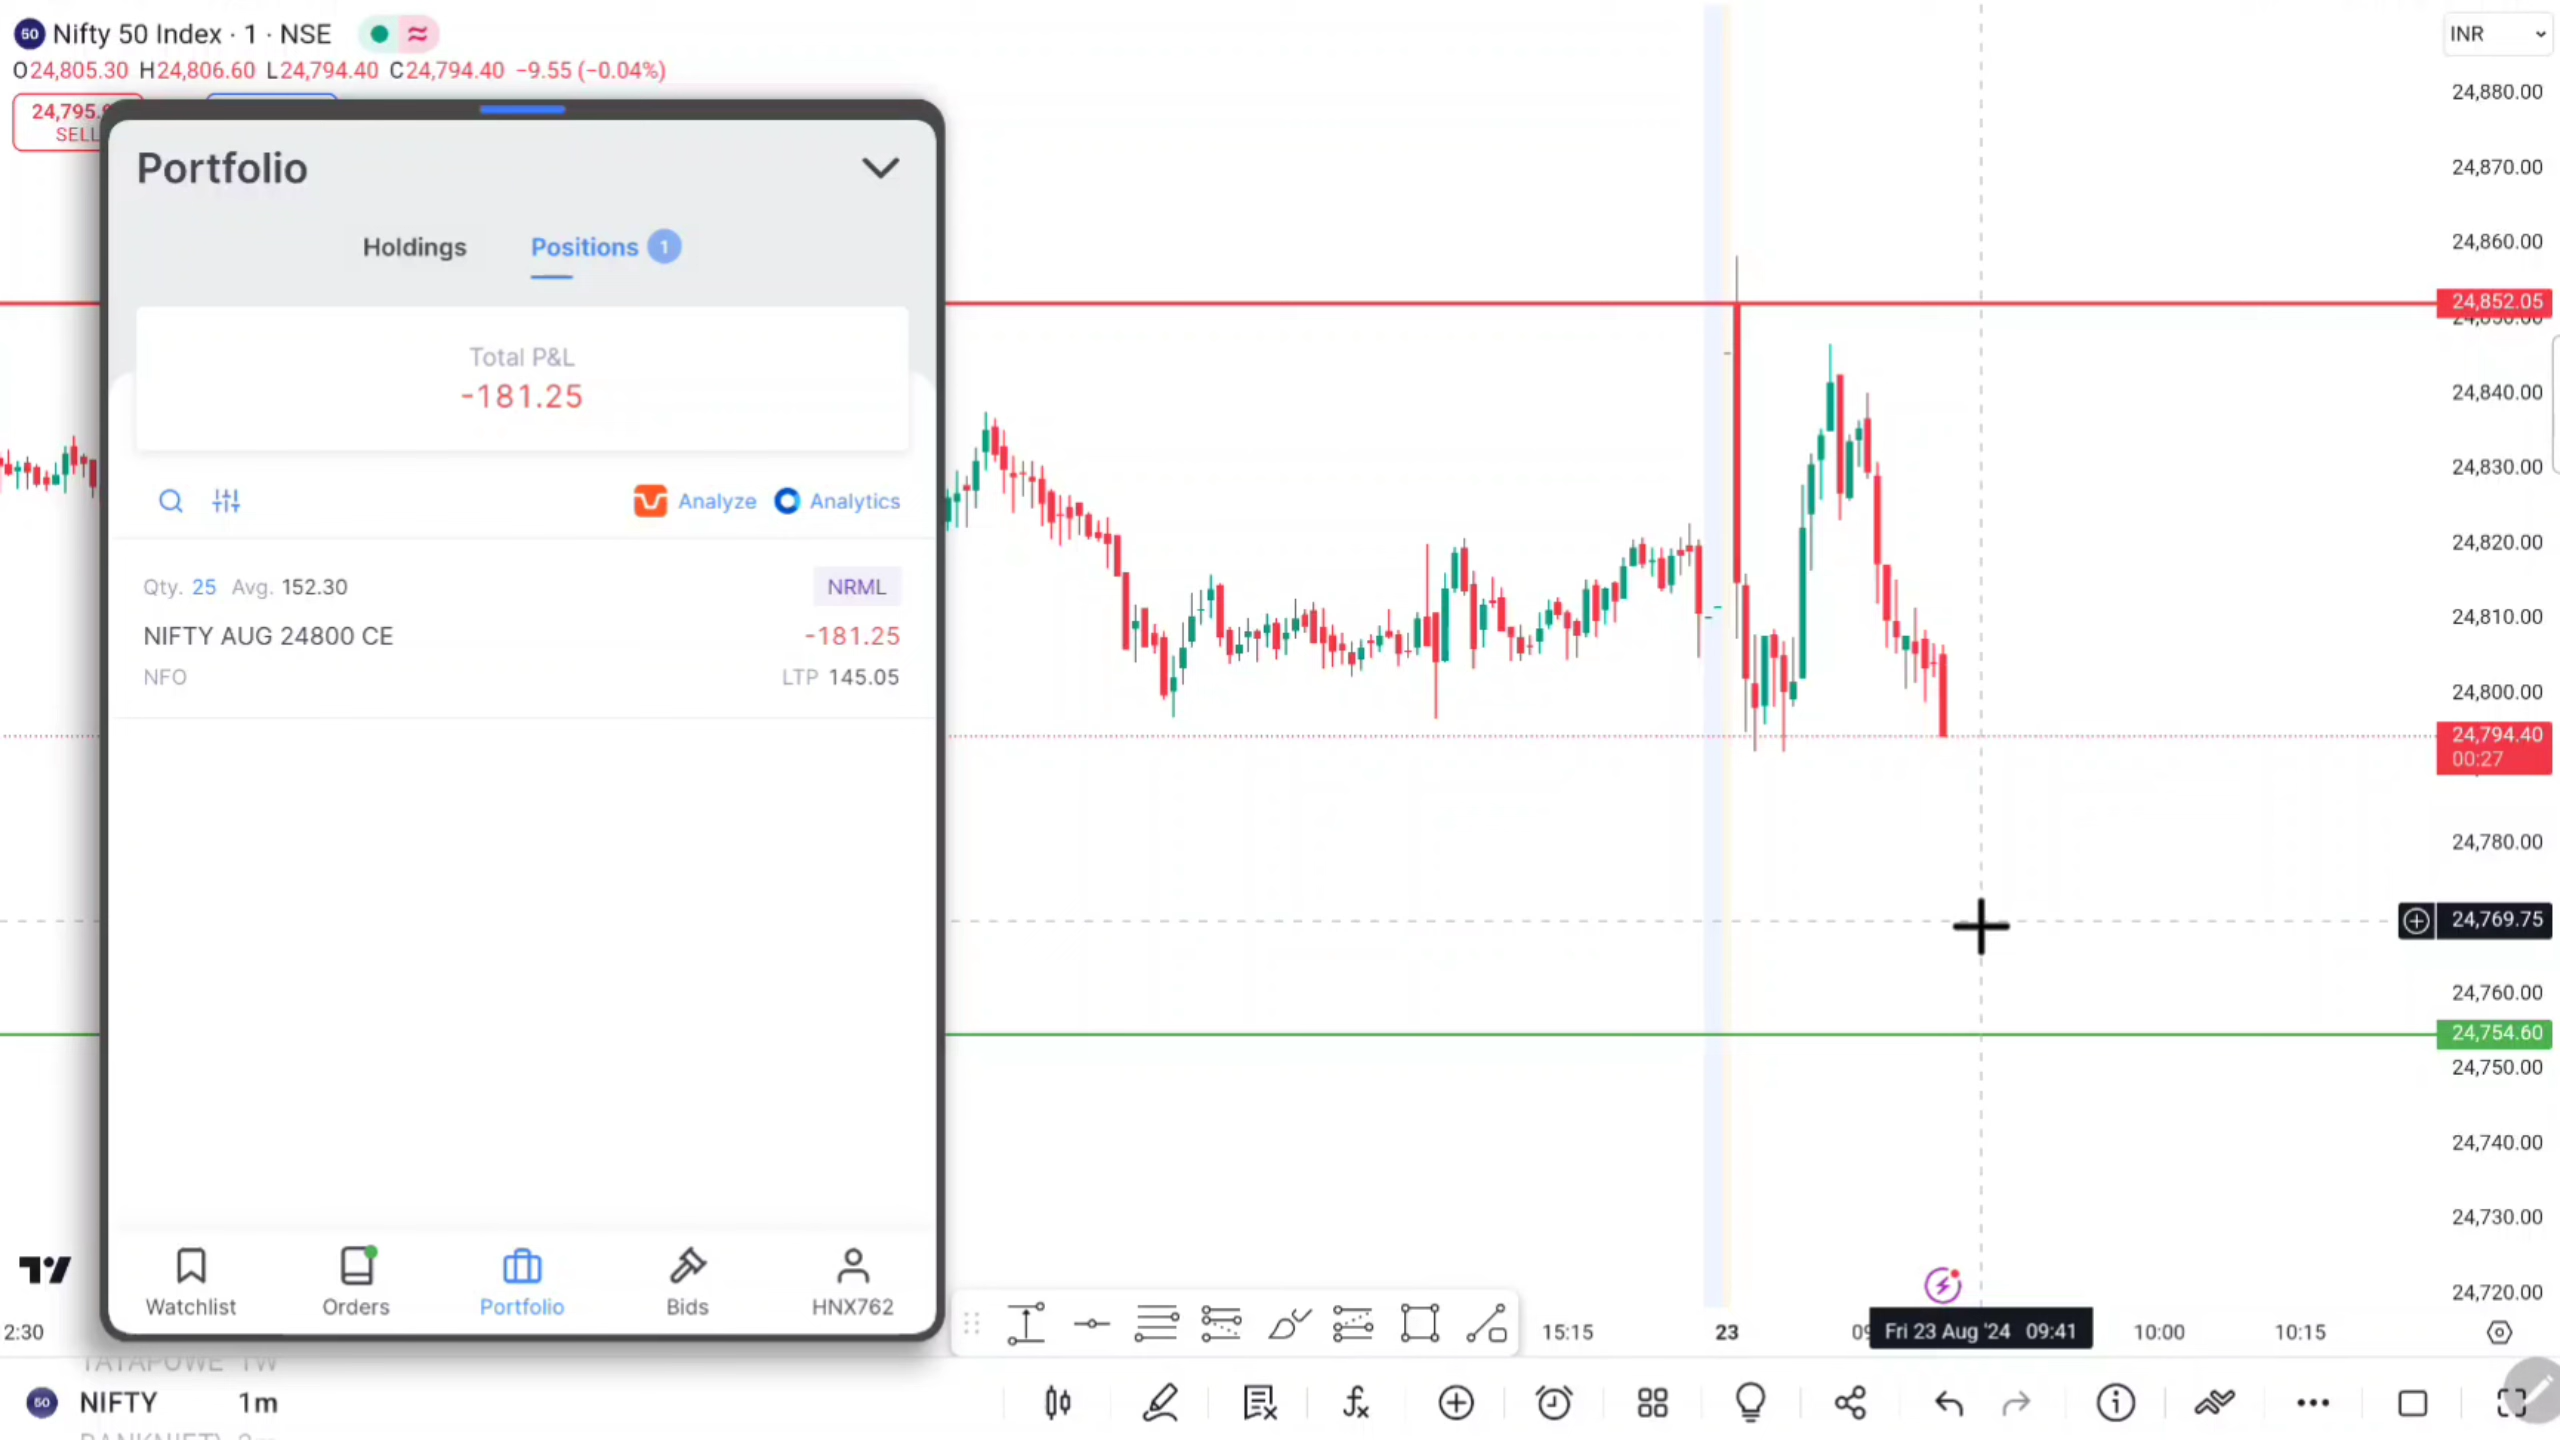 50 Nifty 50 Index · 1 · NSE
O24,805.30 H24,806.60 L24,794.40 C24,794.40 −9.55 (−0.04%)
SELL
INR
24,880.00
24,870.00
24,860.00
24,852.05
24,840.00
24,830.00
24,820.00
24,810.00
24,800.00
24,794.40
00:27
24,780.00
24,769.75
24,760.00
24,754.60
24,750.00
24,740.00
24,730.00
24,720.00
Portfolio
Holdings Positions 1
Total P&L
-181.25
Analyze Analytics
Qty. 25 Avg. 152.30 NRML
NIFTY AUG 24800 CE -181.25
NFO LTP 145.05
Watchlist Orders Portfolio Bids HNX762
2:30 15:15 23 Fri 23 Aug '24 09:41 10:00 10:15
TATAPOWE 1W
50 NIFTY 1m